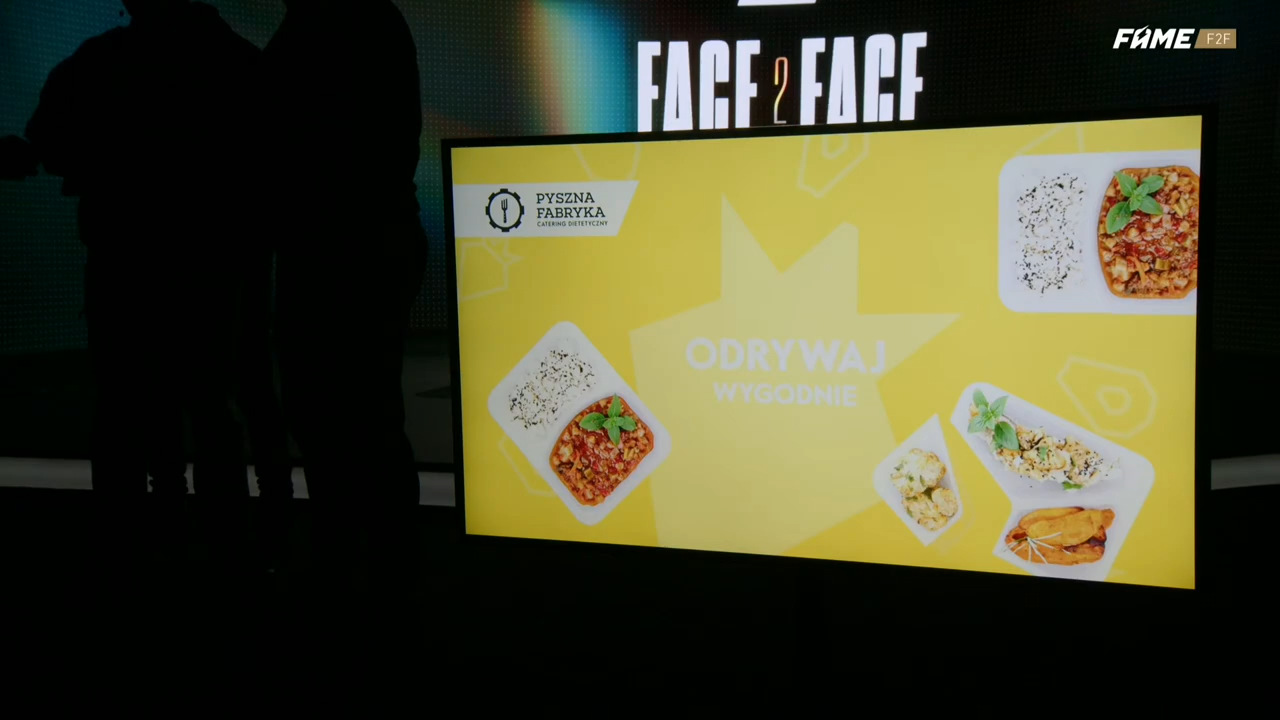 FAME F2F
FACE 2 FACE
PYSZNA
FABRYKA
CATERING DIETETYCZNY
ODRYWAJ
WYGODNIE